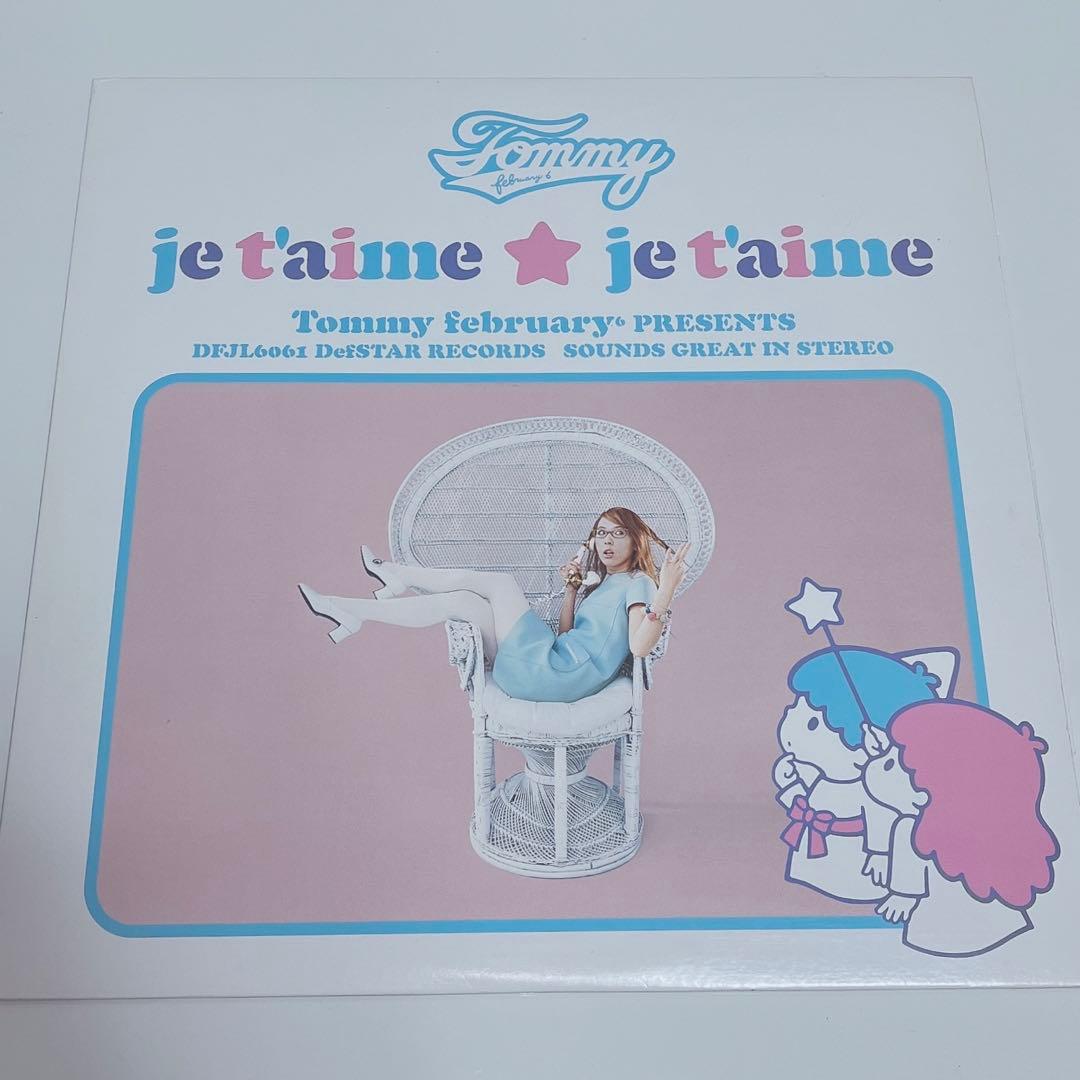 Tommy
february 6
je t'aime ★ je t'aime
Tommy february⁶ PRESENTS
DFJL6061 DefSTAR RECORDS SOUNDS GREAT IN STEREO